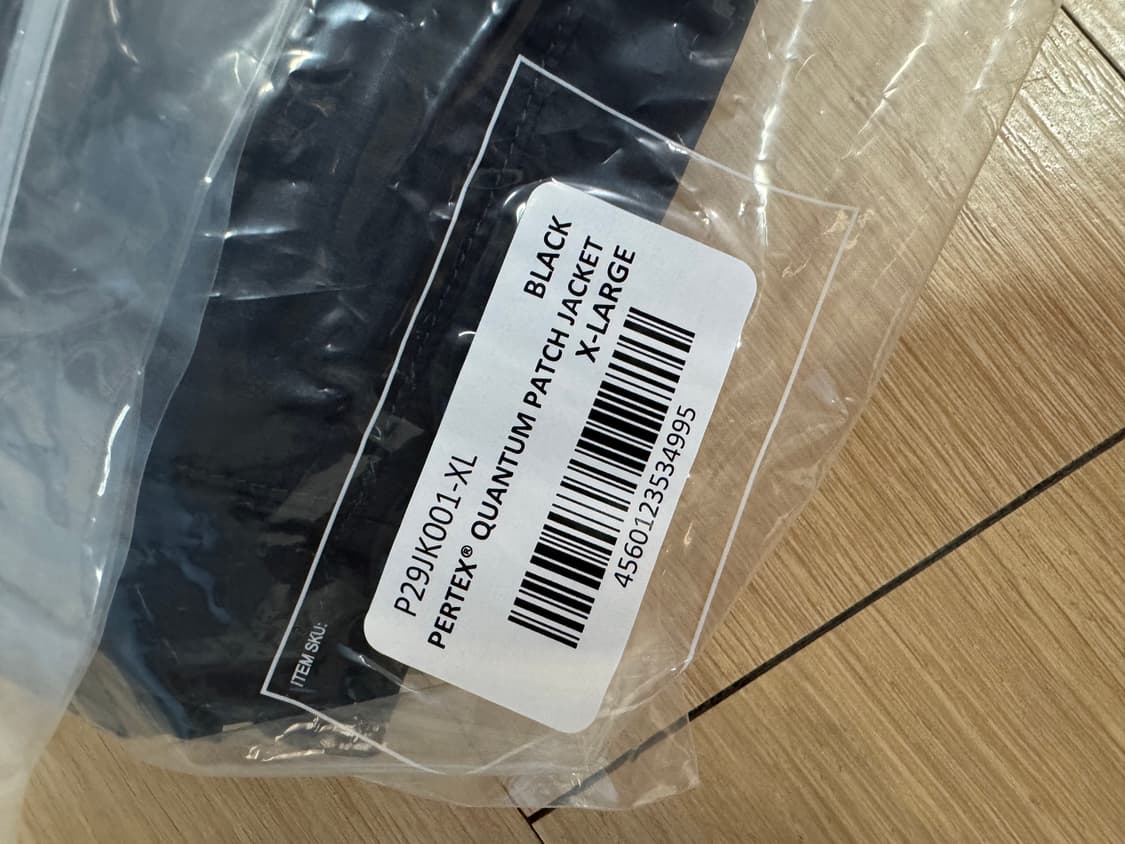 ITEM SKU:
P29JK001-XL
BLACK
PERTEX® QUANTUM PATCH JACKET
X-LARGE
4560123534995